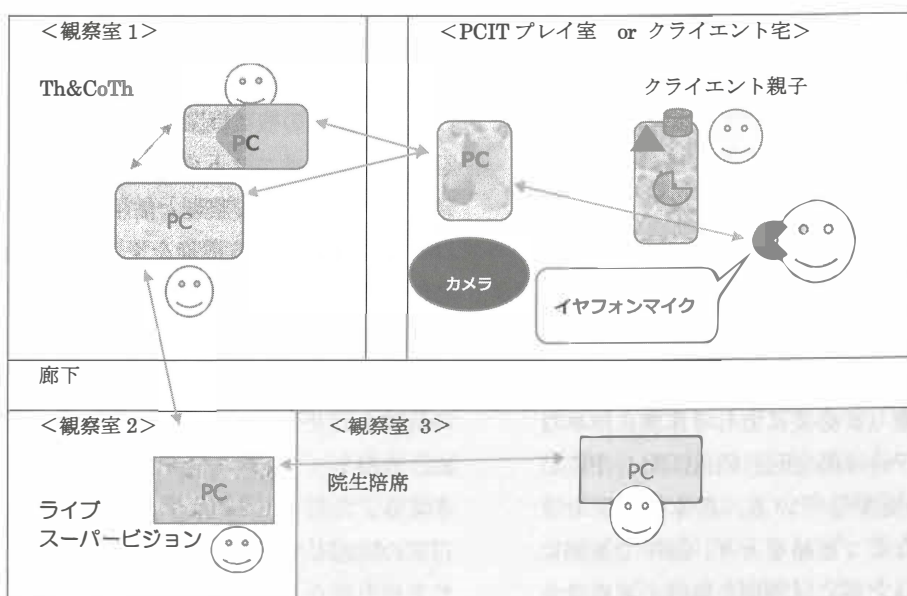 ＜観察室 1＞
Th&CoTh
PC
PC
＜PCIT プレイ室　or クライエント宅＞
クライエント親子
PC
カメラ
イヤフォンマイク
廊下
＜観察室 2＞
PC
ライブ
スーパービジョン
＜観察室 3＞
院生陪席
PC